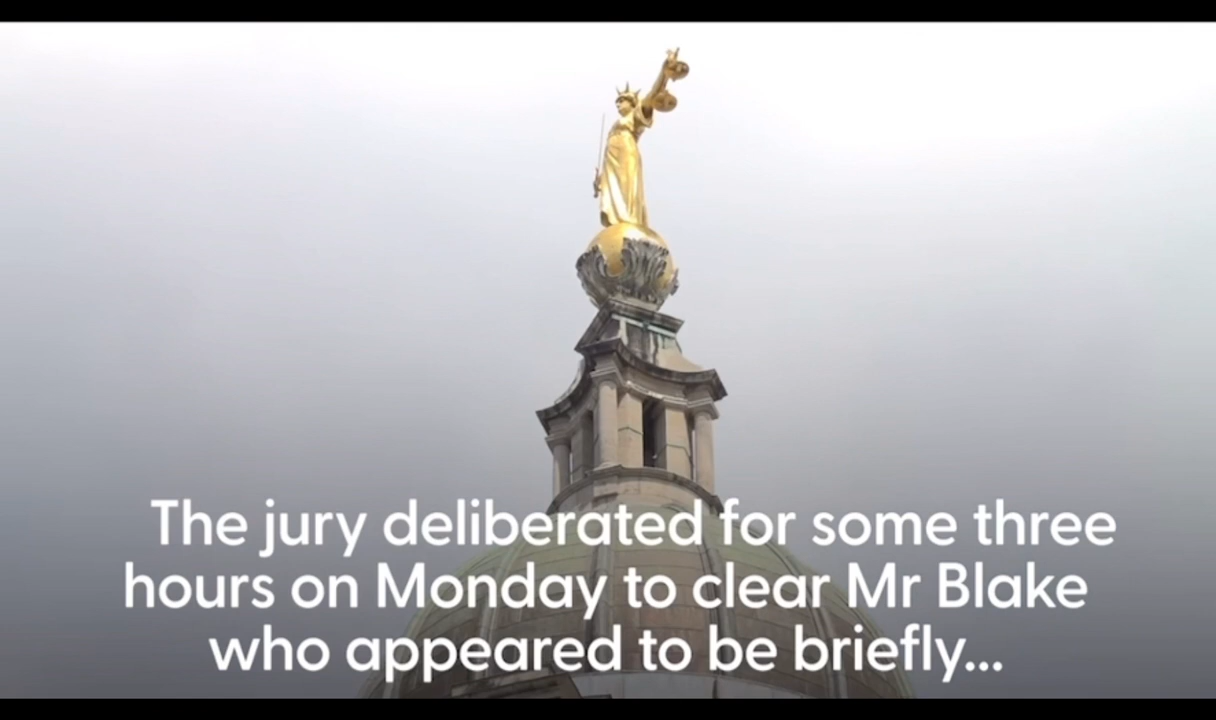 The jury deliberated for some three
hours on Monday to clear Mr Blake
who appeared to be briefly...